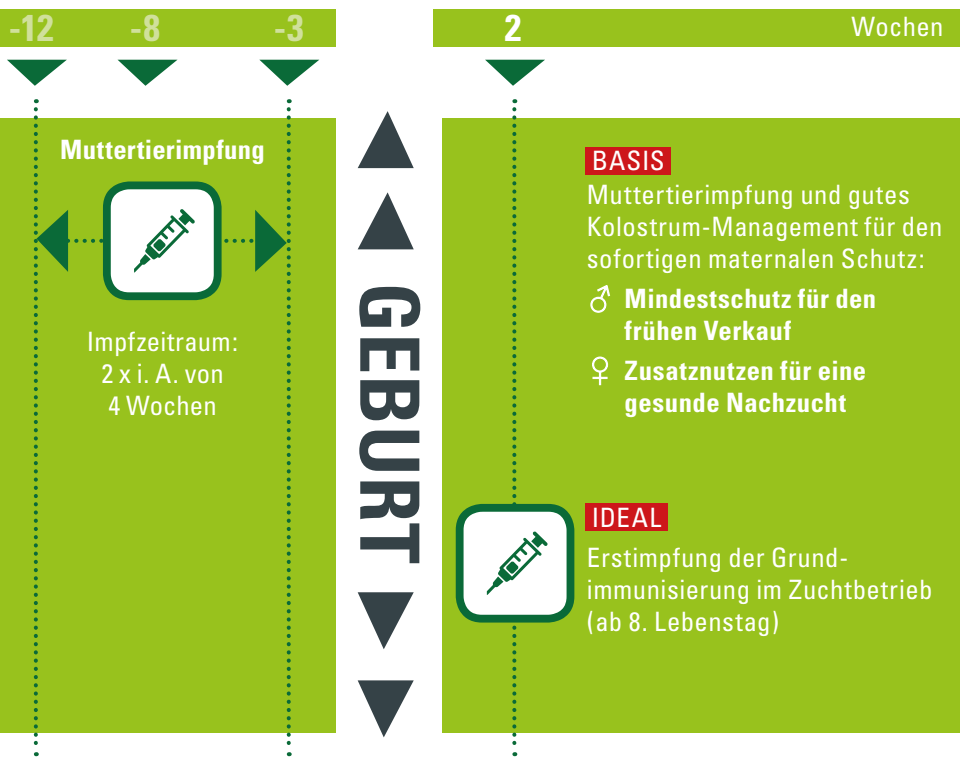 -12 -8 -3 2 Wochen
Muttertierimpfung
Impfzeitraum:
2 x i. A. von
4 Wochen
GEBURT
BASIS
Muttertierimpfung und gutes
Kolostrum-Management für den
sofortigen maternalen Schutz:
♂ Mindestschutz für den
frühen Verkauf
♀ Zusatznutzen für eine
gesunde Nachzucht
IDEAL
Erstimpfung der Grund-
immunisierung im Zuchtbetrieb
(ab 8. Lebenstag)